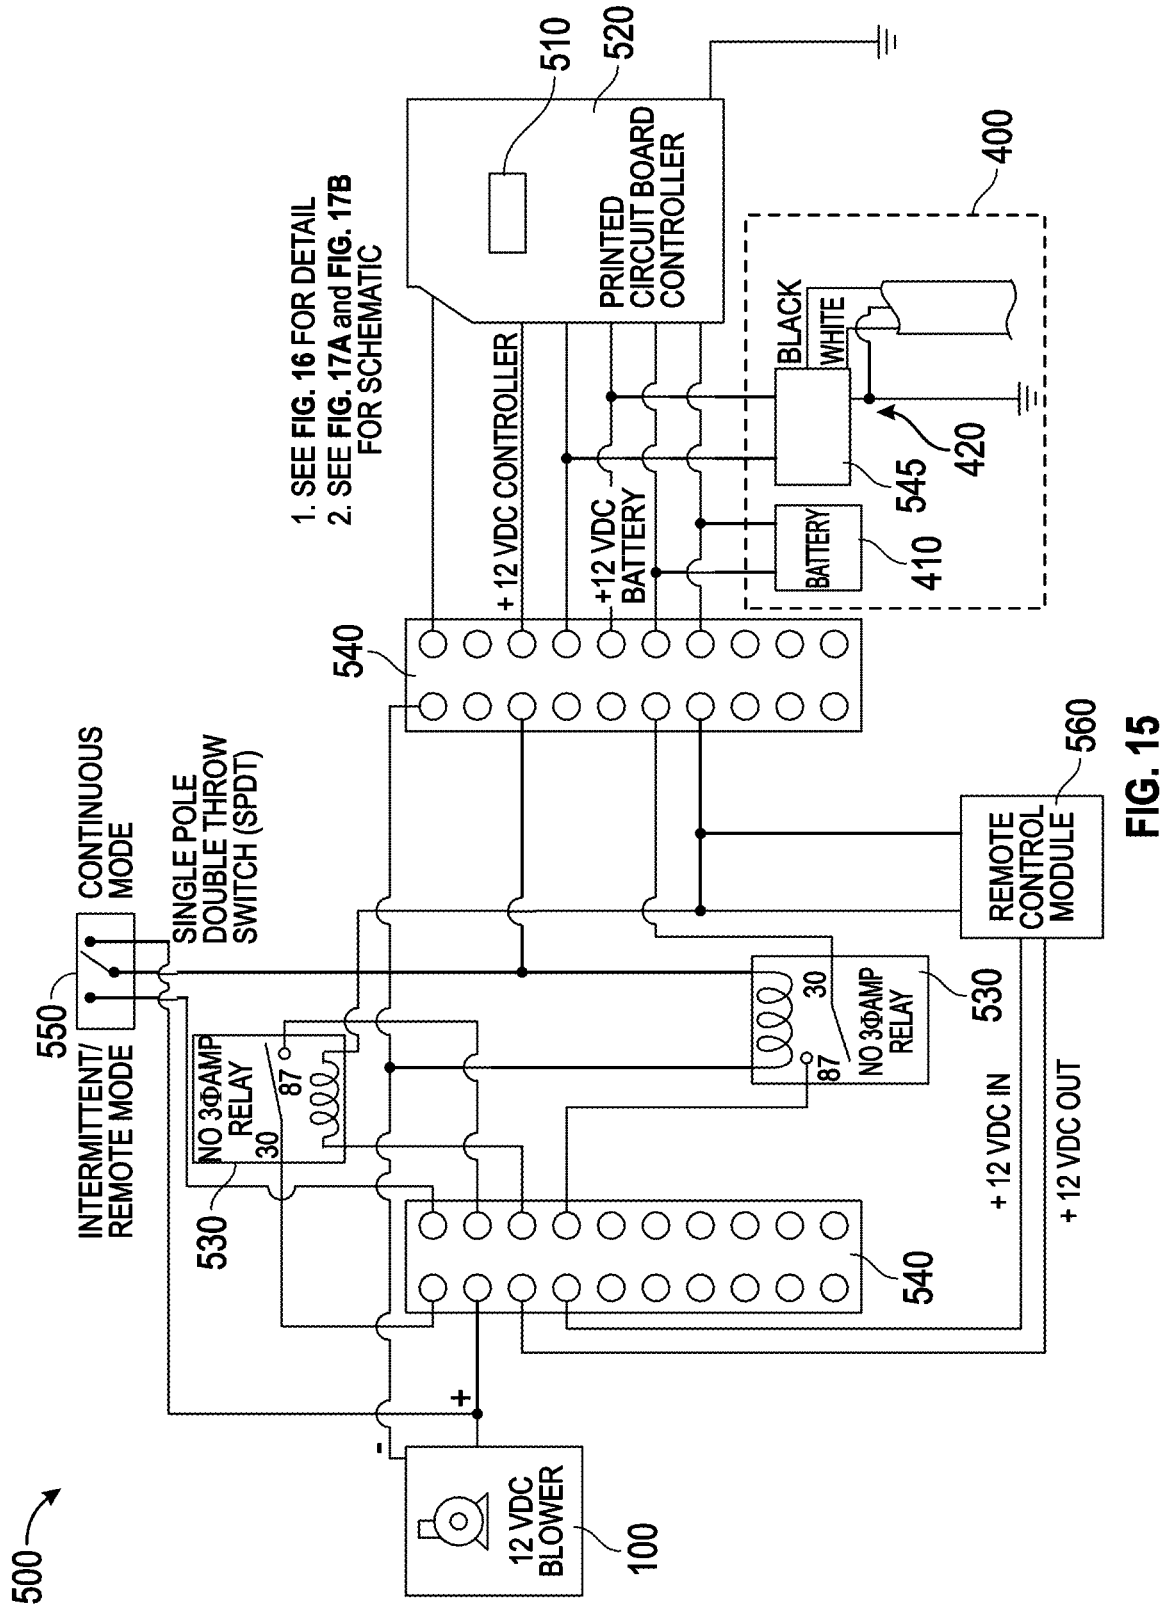 500
550
CONTINUOUS
MODE
INTERMITTENT/
REMOTE MODE
SINGLE POLE
DOUBLE THROW
SWITCH (SPDT)
1. SEE FIG. 16 FOR DETAIL
2. SEE FIG. 17A and FIG. 17B
FOR SCHEMATIC
510
520
PRINTED
CIRCUIT BOARD
CONTROLLER
530
NO 3ΦAMP
RELAY
30
87
540
+ 12 VDC CONTROLLER
+12 VDC
BATTERY
-
+
12 VDC
BLOWER
100
540
30
87
NO 3ΦAMP
RELAY
530
BATTERY
410
545
420
BLACK
WHITE
400
+ 12 VDC IN
+ 12 VDC OUT
REMOTE
CONTROL
MODULE
560
FIG. 15